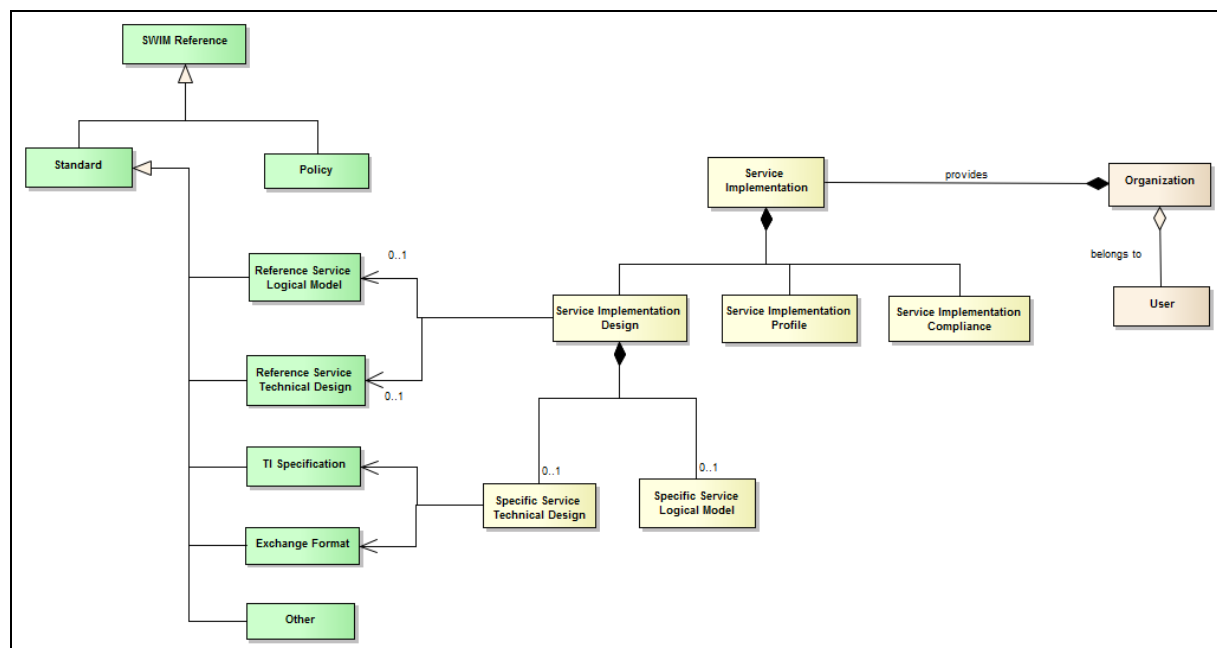 SWIM Reference
Standard
Policy
Service
Implementation
provides
Organization
belongs to
User
0..1
Reference Service
Logical Model
Service Implementation
Design
Service Implementation
Profile
Service Implementation
Compliance
Reference Service
Technical Design
0..1
TI Specification
0..1
0..1
Specific Service
Technical Design
Specific Service
Logical Model
Exchange Format
Other